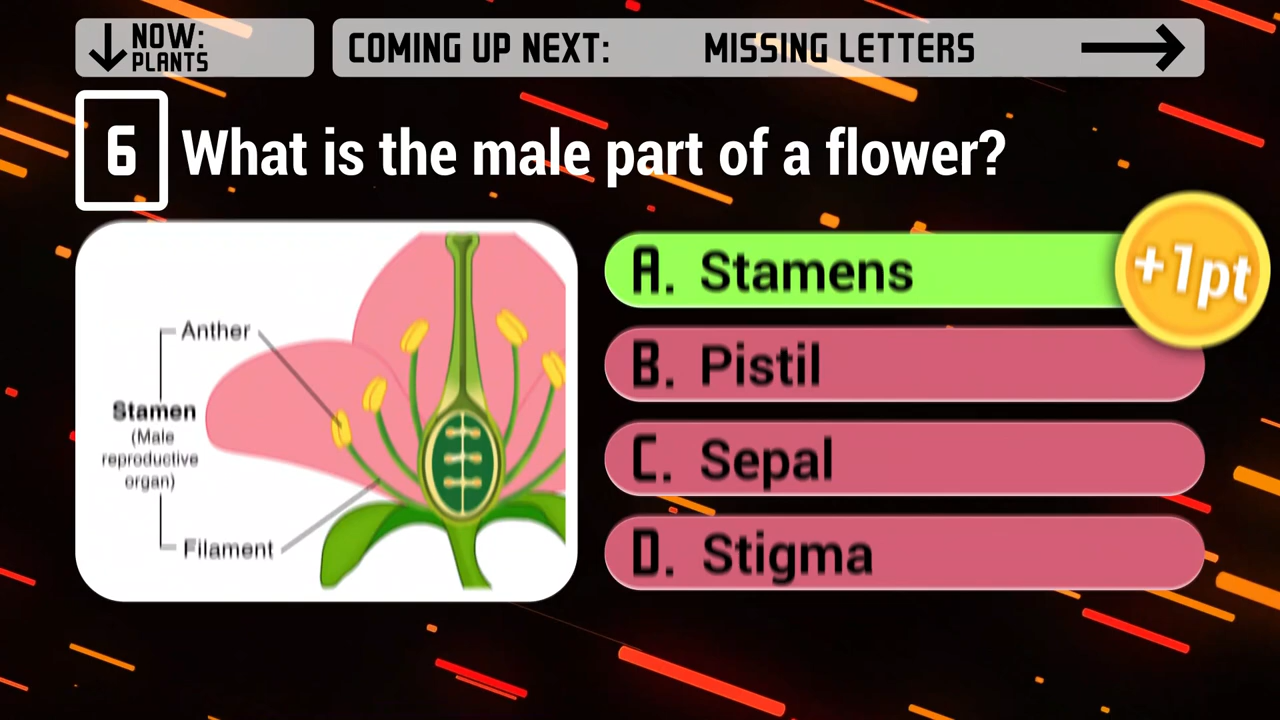 NOW:
PLANTS
COMING UP NEXT: MISSING LETTERS
6 What is the male part of a flower?
Anther
Stamen
(Male
reproductive
organ)
Filament
A. Stamens
+1pt
B. Pistil
C. Sepal
D. Stigma